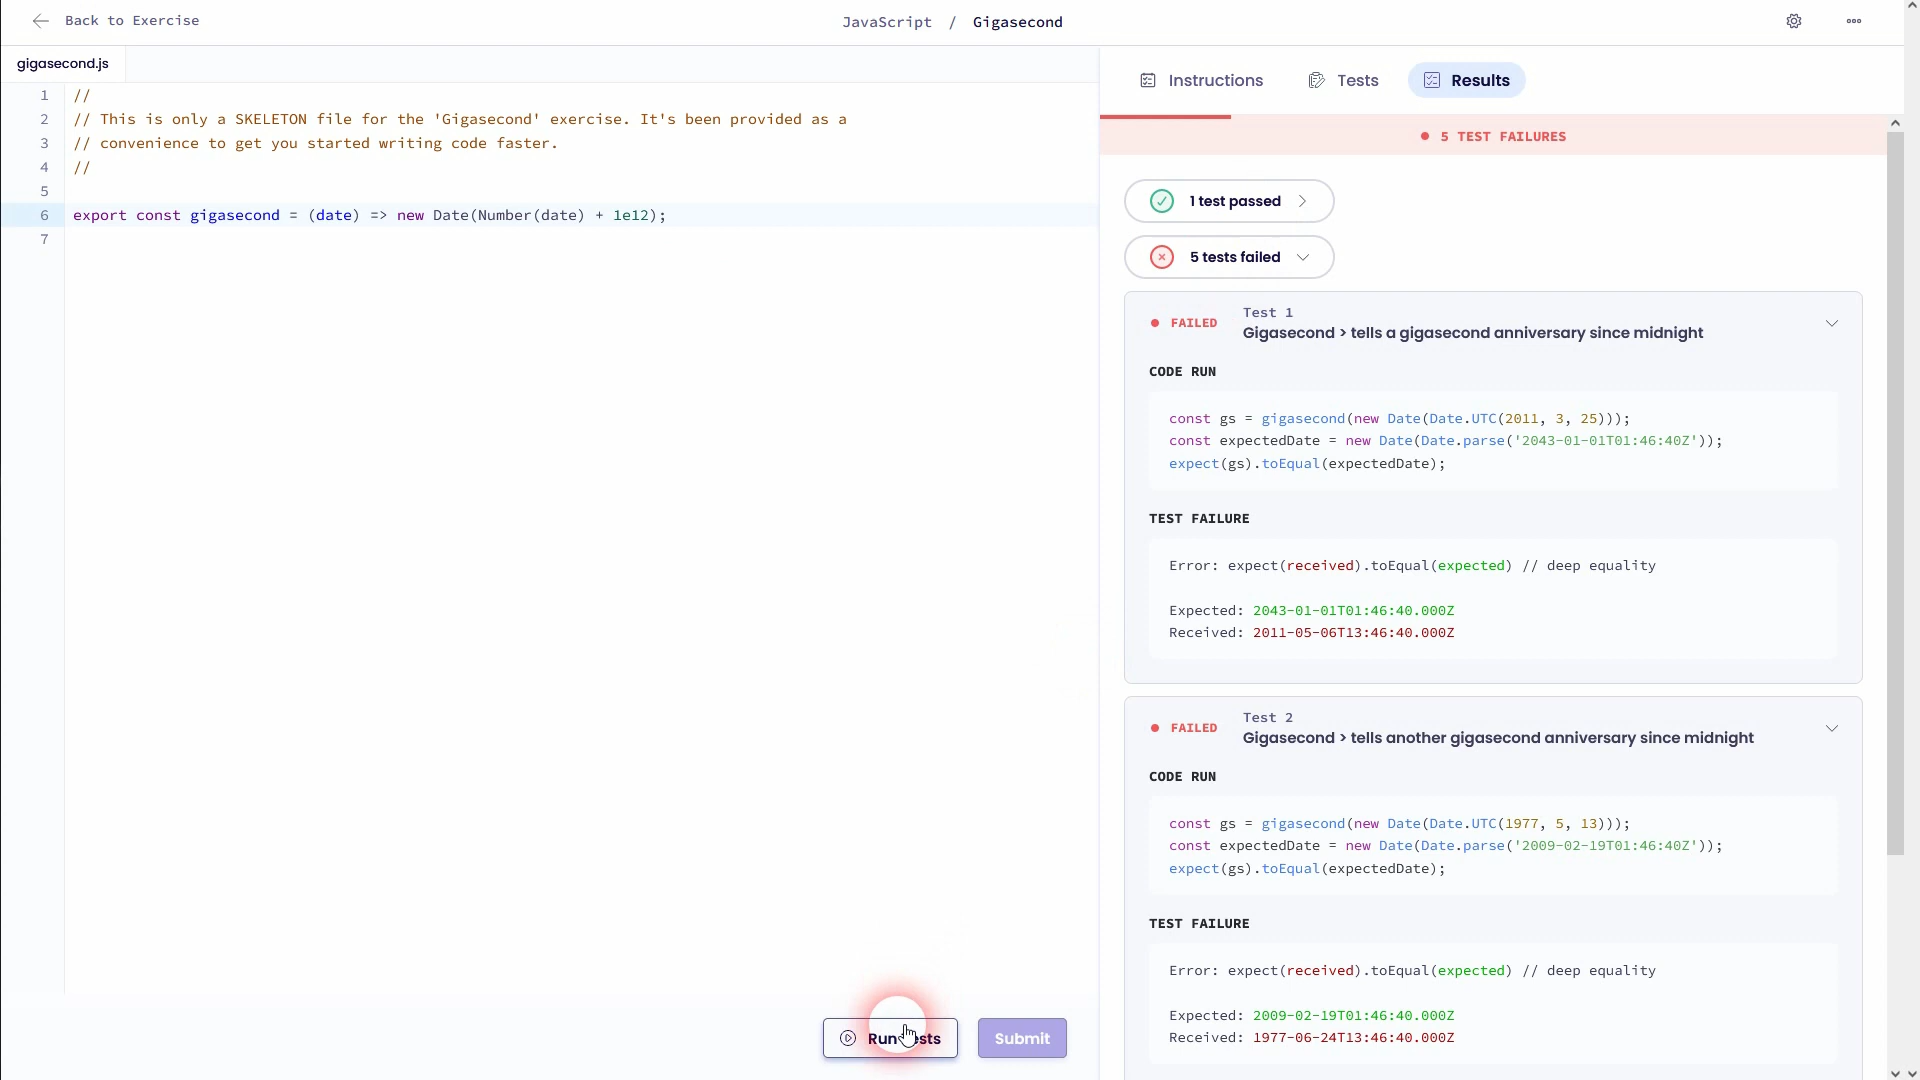 Back to Exercise
JavaScript / Gigasecond
gigasecond.js
1 //
2 // This is only a SKELETON file for the 'Gigasecond' exercise. It's been provided as a
3 // convenience to get you started writing code faster.
4 //
5
6 export const gigasecond = (date) => new Date(Number(date) + 1e12);
7
Run ests
Submit
Instructions Tests Results
5 TEST FAILURES
1 test passed
5 tests failed
FAILED
Test 1
Gigasecond > tells a gigasecond anniversary since midnight
CODE RUN
const gs = gigasecond(new Date(Date.UTC(2011, 3, 25)));
const expectedDate = new Date(Date.parse('2043-01-01T01:46:40Z'));
expect(gs).toEqual(expectedDate);
TEST FAILURE
Error: expect(received).toEqual(expected) // deep equality
Expected: 2043-01-01T01:46:40.000Z
Received: 2011-05-06T13:46:40.000Z
FAILED
Test 2
Gigasecond > tells another gigasecond anniversary since midnight
CODE RUN
const gs = gigasecond(new Date(Date.UTC(1977, 5, 13)));
const expectedDate = new Date(Date.parse('2009-02-19T01:46:40Z'));
expect(gs).toEqual(expectedDate);
TEST FAILURE
Error: expect(received).toEqual(expected) // deep equality
Expected: 2009-02-19T01:46:40.000Z
Received: 1977-06-24T13:46:40.000Z